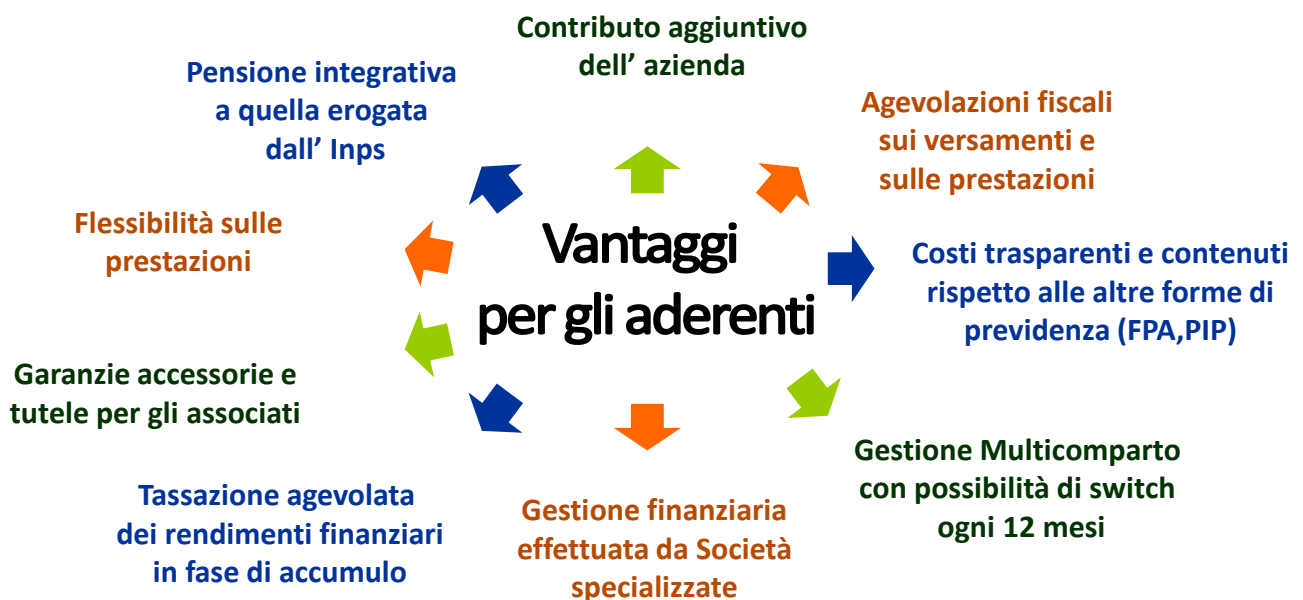 Contributo aggiuntivo
dell’ azienda
Pensione integrativa
a quella erogata
dall’ Inps
Agevolazioni fiscali
sui versamenti e
sulle prestazioni
Flessibilità sulle
prestazioni
Vantaggi
per gli aderenti
Costi trasparenti e contenuti
rispetto alle altre forme di
previdenza (FPA,PIP)
Garanzie accessorie e
tutele per gli associati
Gestione Multicomparto
con possibilità di switch
ogni 12 mesi
Tassazione agevolata
dei rendimenti finanziari
in fase di accumulo
Gestione finanziaria
effettuata da Società
specializzate